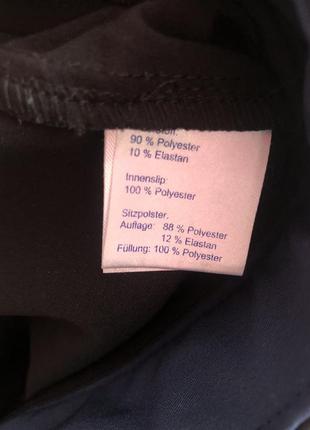 90 % Polyester
10 % Elastan
Innenslip:
100 % Polyester
Sitzpolster:
Auflage: 88 % Polyester
12 % Elastan
Füllung: 100 % Polyester